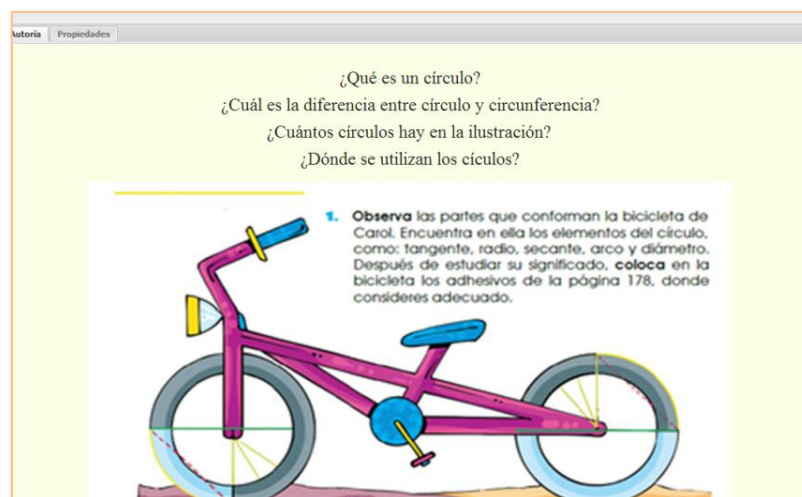 Autoría Propiedades
¿Qué es un círculo?
¿Cuál es la diferencia entre círculo y circunferencia?
¿Cuántos círculos hay en la ilustración?
¿Dónde se utilizan los cículos?
1. Observa las partes que conforman la bicicleta de
Carol. Encuentra en ella los elementos del círculo,
como: tangente, radio, secante, arco y diámetro.
Después de estudiar su significado, coloca en la
bicicleta los adhesivos de la página 178, donde
consideres adecuado.